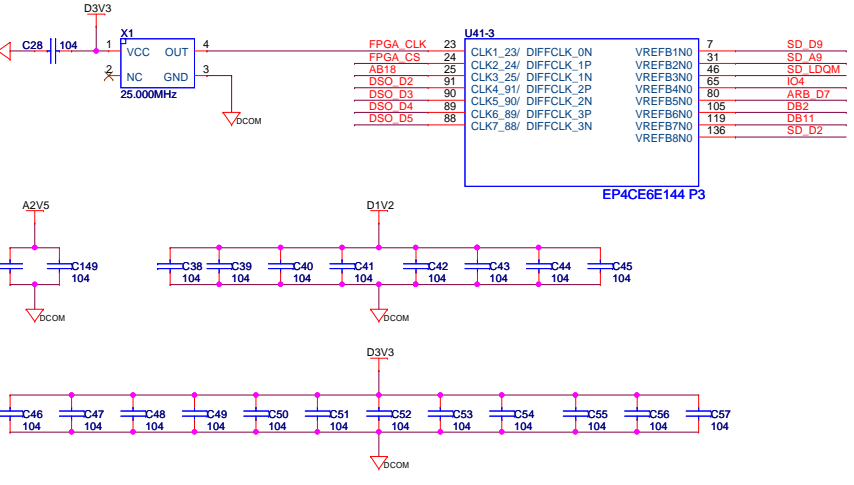 D3V3
C28 104
X1
1 VCC OUT 4
2 NC GND 3
25.000MHz
DCOM
U41-3
FPGA_CLK 23 CLK1_23/ DIFFCLK_0N VREFB1N0 7 SD_D9
FPGA_CS 24 CLK2_24/ DIFFCLK_1P VREFB2N0 31 SD_A9
AB18 25 CLK3_25/ DIFFCLK_1N VREFB3N0 46 SD_LDQM
DSO_D2 91 CLK4_91/ DIFFCLK_2P VREFB4N0 65 IO4
DSO_D3 90 CLK5_90/ DIFFCLK_2N VREFB5N0 80 ARB_D7
DSO_D4 89 CLK6_89/ DIFFCLK_3P VREFB6N0 105 DB2
DSO_D5 88 CLK7_88/ DIFFCLK_3N VREFB7N0 119 DB11
VREFB8N0 136 SD_D2
EP4CE6E144 P3
A2V5
C149
104
DCOM
D1V2
C38 C39 C40 C41 C42 C43 C44 C45
104 104 104 104 104 104 104 104
DCOM
D3V3
C46 C47 C48 C49 C50 C51 C52 C53 C54 C55 C56 C57
104 104 104 104 104 104 104 104 104 104 104 104
DCOM